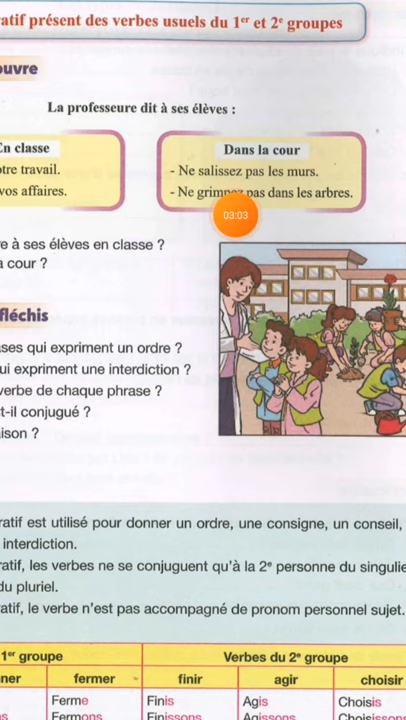 atif présent des verbes usuels du 1er et 2e groupes
ouvre
La professeure dit à ses élèves :
En classe
otre travail.
vos affaires.
Dans la cour
- Ne salissez pas les murs.
- Ne grimpez pas dans les arbres.
03:03
re à ses élèves en classe ?
a cour ?
fléchis
ases qui expriment un ordre ?
ui expriment une interdiction ?
verbe de chaque phrase ?
t-il conjugué ?
ison ?
ratif est utilisé pour donner un ordre, une consigne, un conseil,
interdiction.
ratif, les verbes ne se conjuguent qu'à la 2e personne du singulie
du pluriel.
atif, le verbe n'est pas accompagné de pronom personnel sujet.
1er groupe
Verbes du 2e groupe
ner
fermer
finir
agir
choisir
Ferme
Finis
Agis
Choisis
s
Fermons
Finissons
Agissons
Choisisson